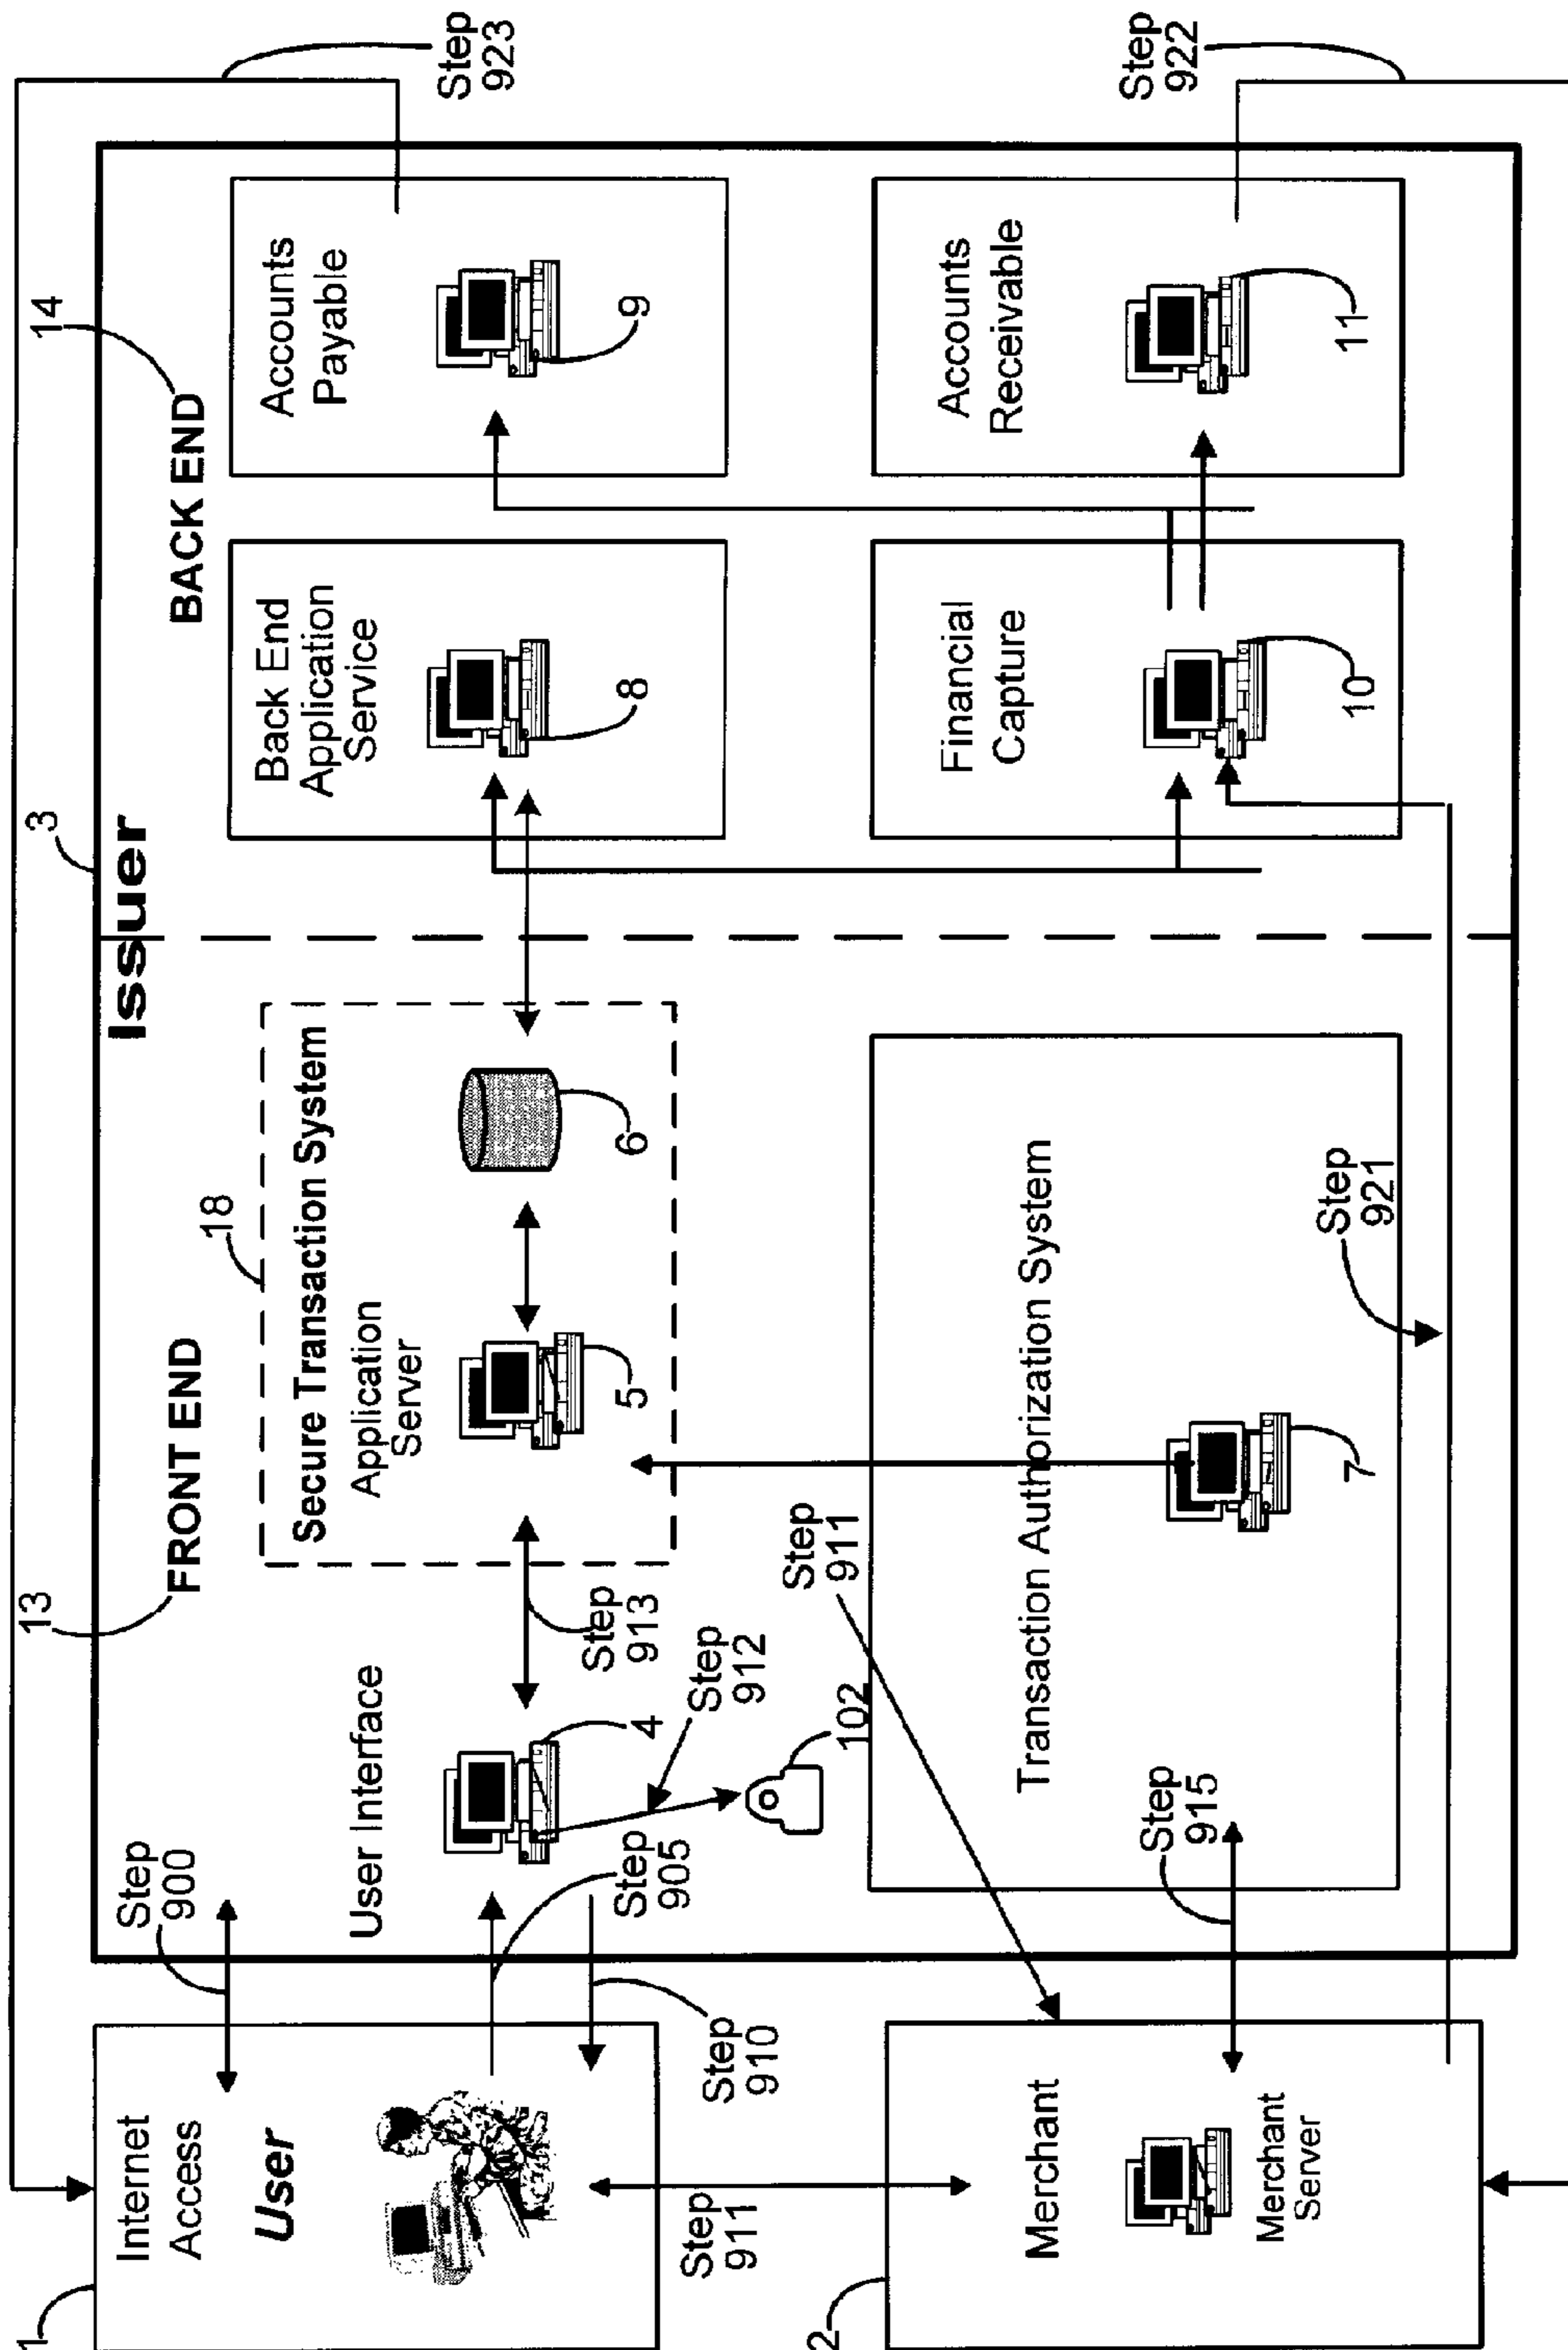 1
Internet
Access
User
Step
900
13
FRONT END
18
Issuer
3
14
BACK END
Step
923
User Interface
4
Step
905
Step
910
Step
912
Step
913
102
Secure Transaction System
Application
Server
5
6
Back End
Application
Service
8
Accounts
Payable
9
Step
911
2
Merchant
Merchant
Server
Step
911
Step
915
Transaction Authorization System
7
Step
921
Financial
Capture
10
Accounts
Receivable
11
Step
922